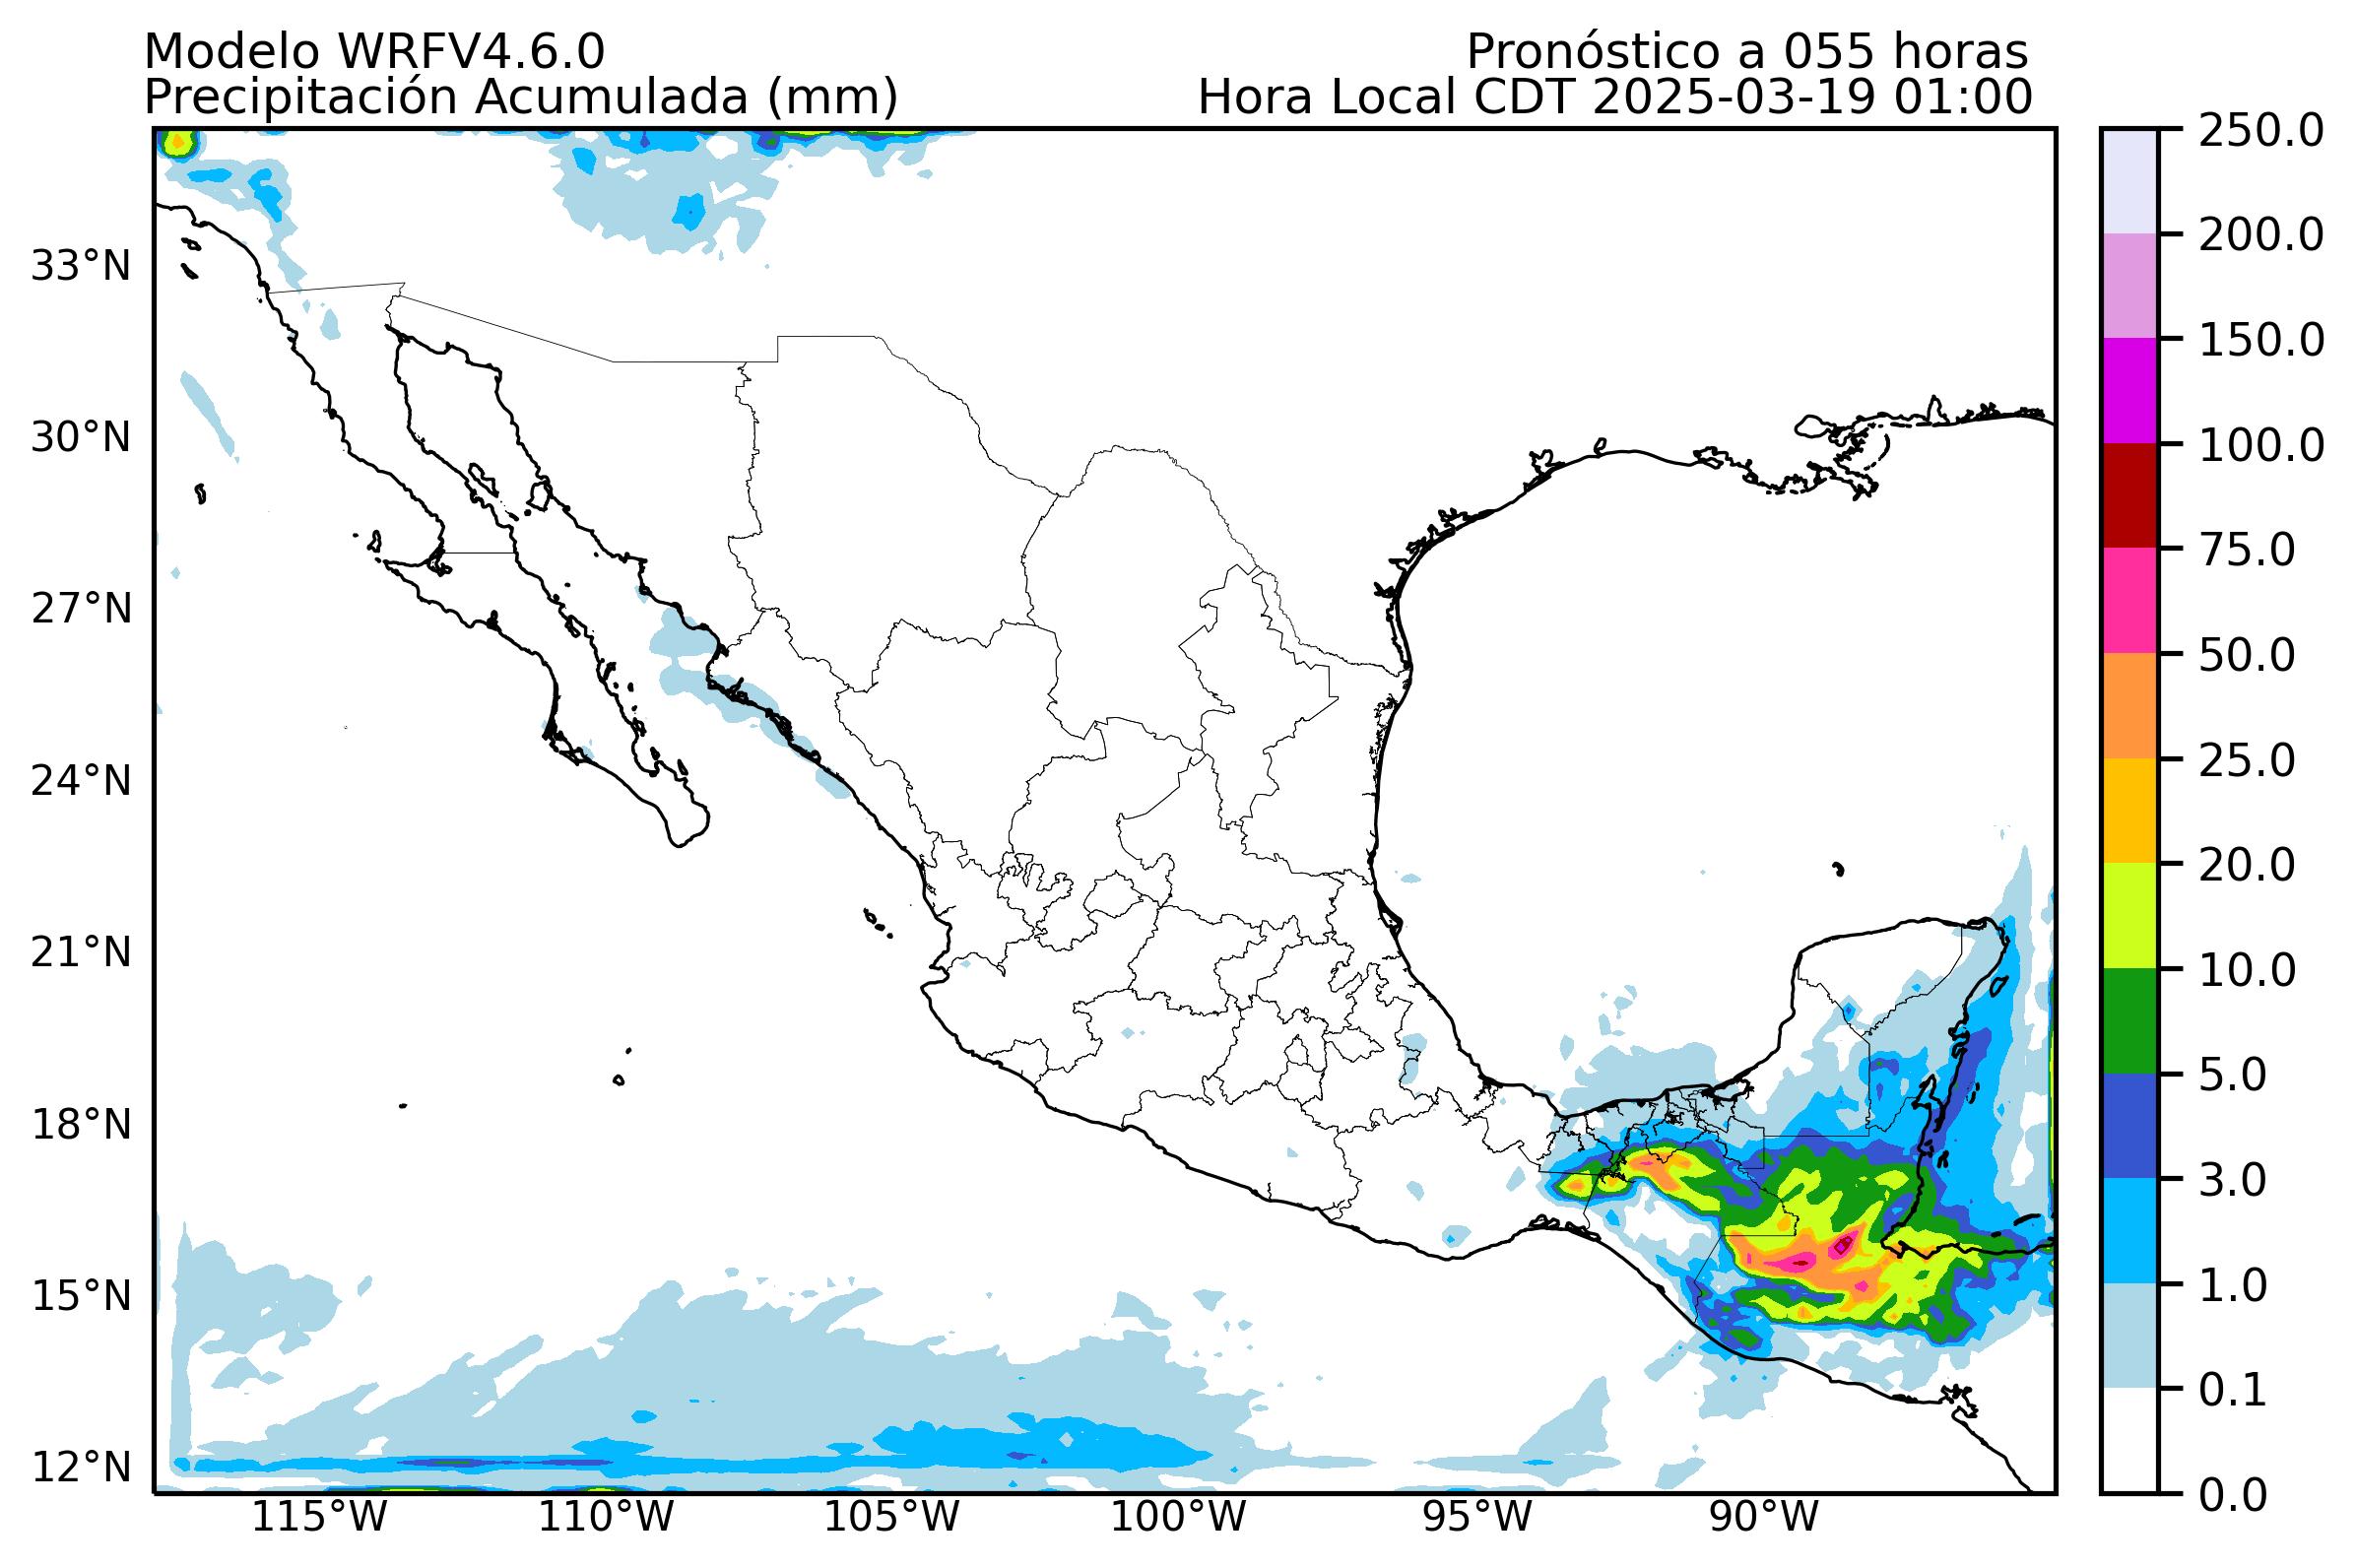 Modelo WRFV4.6.0
Pronóstico a 055 horas
Precipitación Acumulada (mm)
Hora Local CDT 2025-03-19 01:00
33°N
30°N
27°N
24°N
21°N
18°N
15°N
12°N
115°W
110°W
105°W
100°W
95°W
90°W
250.0
200.0
150.0
100.0
75.0
50.0
25.0
20.0
10.0
5.0
3.0
1.0
0.1
0.0